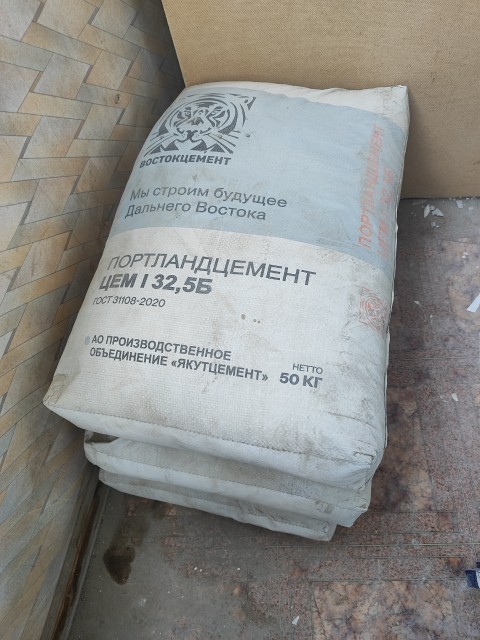 ВОСТОКЦЕМЕНТ
Мы строим будущее
Дальнего Востока
ПОРТЛАНДЦЕМЕНТ
ЦЕМ I 32,5Б
ГОСТ 31108-2020
АО ПРОИЗВОДСТВЕННОЕ
ОБЪЕДИНЕНИЕ «ЯКУТЦЕМЕНТ»
НЕТТО
50 КГ
ПОРТЛАНДЦЕМЕНТ